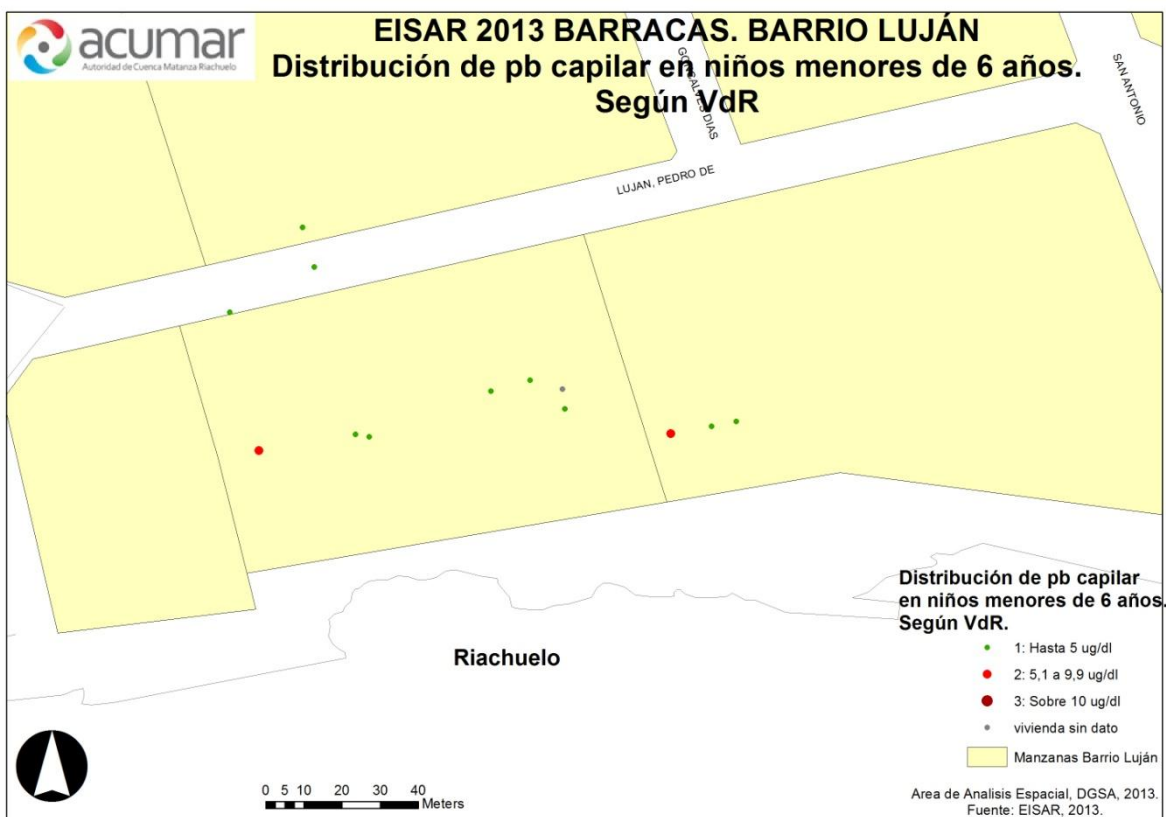 acumar
Autoridad de Cuenca Matanza Riachuelo
EISAR 2013 BARRACAS. BARRIO LUJÁN
Distribución de pb capilar en niños menores de 6 años.
Según VdR
GONCALVES DIAS
SAN ANTONIO
LUJAN, PEDRO DE
Riachuelo
Distribución de pb capilar
en niños menores de 6 años.
Según VdR.
1: Hasta 5 ug/dl
2: 5,1 a 9,9 ug/dl
3: Sobre 10 ug/dl
vivienda sin dato
Manzanas Barrio Luján
0 5 10 20 30 40
Meters
Area de Analisis Espacial, DGSA, 2013.
Fuente: EISAR, 2013.